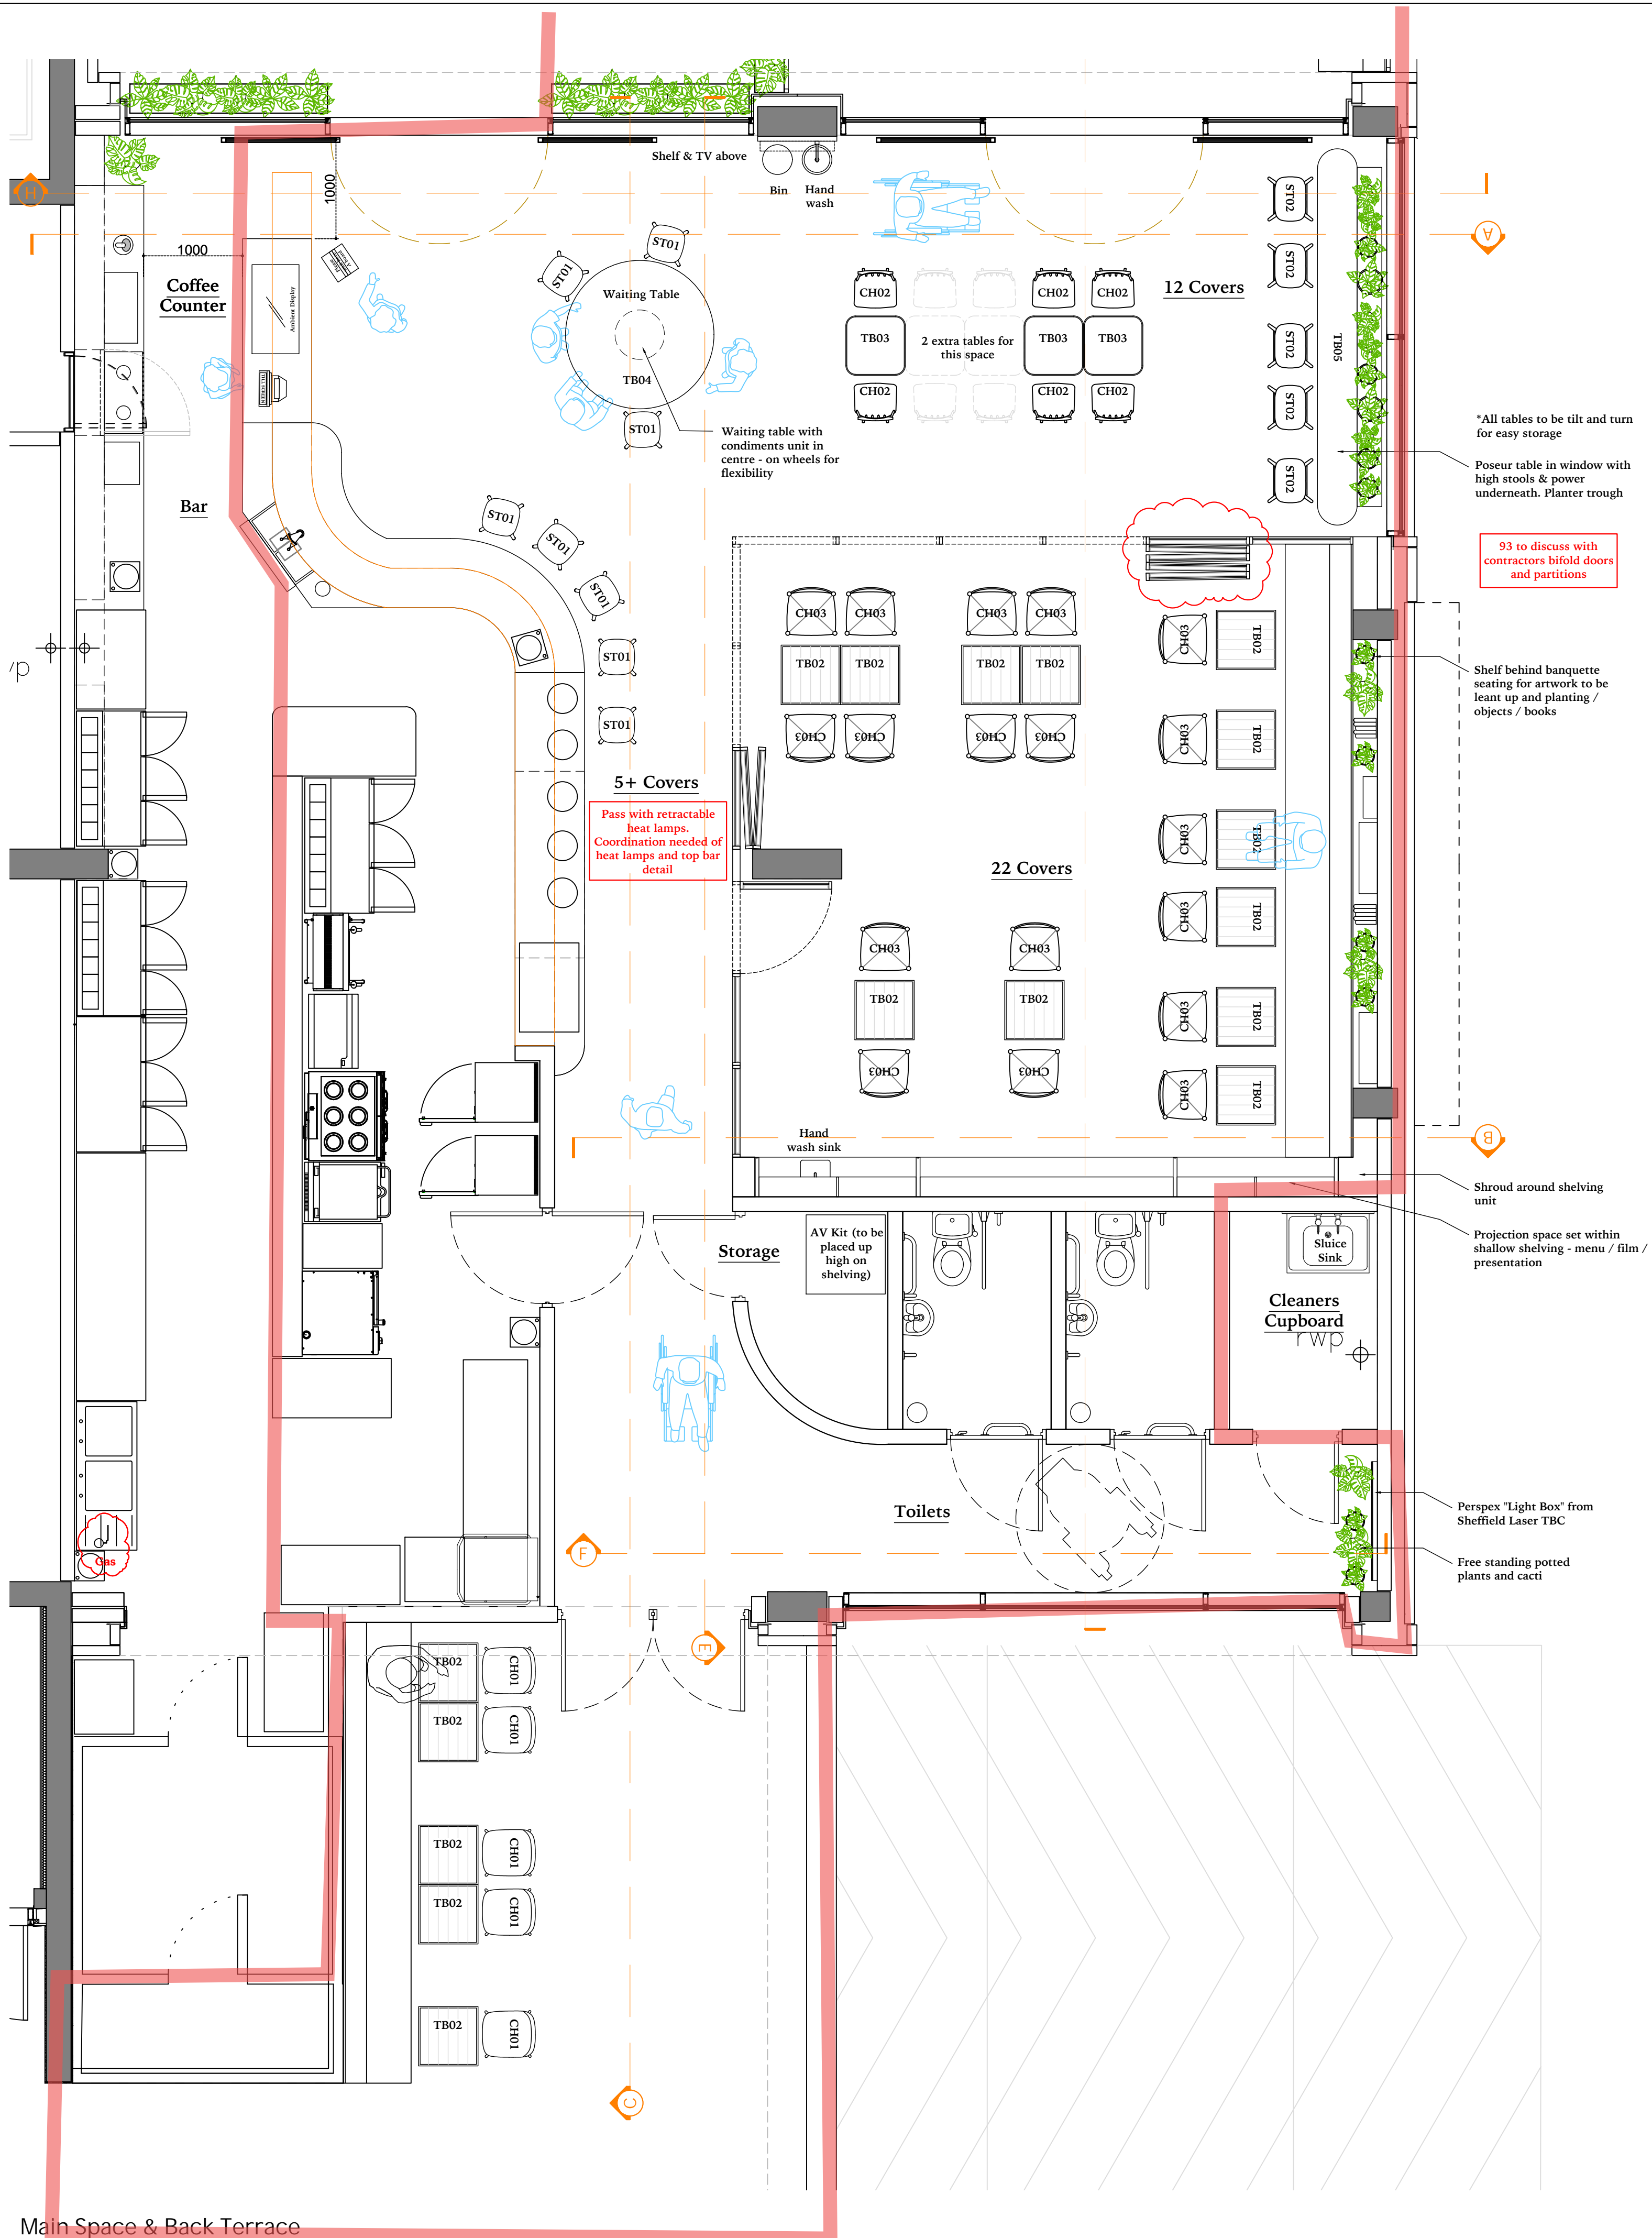 Shelf & TV above
Bin
Hand
wash
H
A
1000
1000
Coffee
Counter
Ambient Display
ST01
ST01
Waiting Table
TB04
ST01
Waiting table with
condiments unit in
centre - on wheels for
flexibility
CH02
CH02
CH02
TB03
2 extra tables for
this space
TB03
TB03
CH02
CH02
CH02
12 Covers
ST02
ST02
ST02
ST02
ST02
TB05
*All tables to be tilt and turn
for easy storage
Poseur table in window with
high stools & power
underneath. Planter trough
93 to discuss with
contractors bifold doors
and partitions
Bar
ST01
ST01
ST01
ST01
ST01
5+ Covers
Pass with retractable
heat lamps.
Coordination needed of
heat lamps and top bar
detail
CH03
CH03
CH03
CH03
TB02
TB02
TB02
TB02
CH03
CH03
CH03
CH03
CH03
TB02
CH03
TB02
CH03
TB02
CH03
TB02
CH03
TB02
CH03
TB02
22 Covers
CH03
CH03
TB02
TB02
CH03
CH03
Shelf behind banquette
seating for artwork to be
leant up and planting /
objects / books
Hand
wash sink
B
Shroud around shelving
unit
Projection space set within
shallow shelving - menu / film /
presentation
Storage
AV Kit (to be
placed up
high on
shelving)
Sluice
Sink
Cleaners
Cupboard
rwp
Toilets
Perspex "Light Box" from
Sheffield Laser TBC
Free standing potted
plants and cacti
Gas
F
E
TB02
CH01
TB02
CH01
TB02
CH01
TB02
CH01
TB02
CH01
C
Main Space & Back Terrace